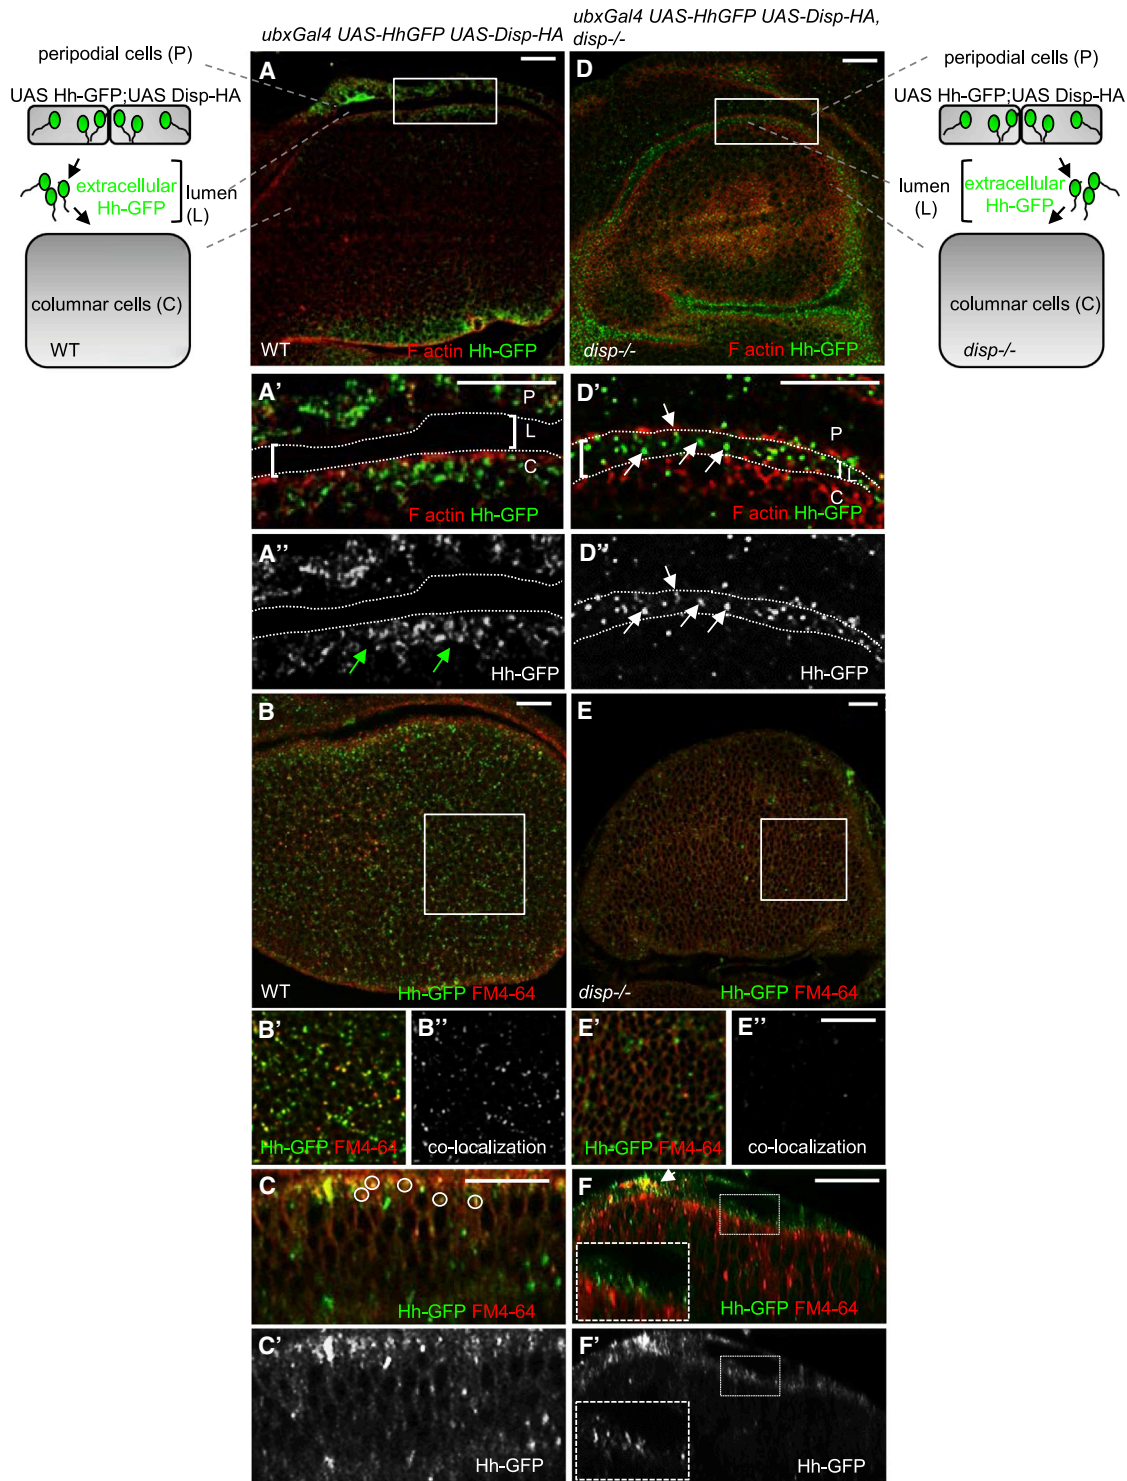 ubxGal4 UAS-HhGFP UAS-Disp-HA
ubxGal4 UAS-HhGFP UAS-Disp-HA,
disp-/-
peripodial cells (P)
UAS Hh-GFP;UAS Disp-HA
extracellular
Hh-GFP
lumen
(L)
columnar cells (C)
WT
A
WT
F actin Hh-GFP
D
disp-/-
F actin Hh-GFP
peripodial cells (P)
UAS Hh-GFP;UAS Disp-HA
lumen
(L)
extracellular
Hh-GFP
columnar cells (C)
disp-/-
A'
P
L
C
F actin Hh-GFP
D'
P
L
C
F actin Hh-GFP
A''
Hh-GFP
D''
Hh-GFP
B
WT
Hh-GFP FM4-64
E
disp-/-
Hh-GFP FM4-64
B'
Hh-GFP FM4-64
B''
co-localization
E'
Hh-GFP FM4-64
E''
co-localization
C
Hh-GFP FM4-64
F
Hh-GFP FM4-64
C'
Hh-GFP
F'
Hh-GFP